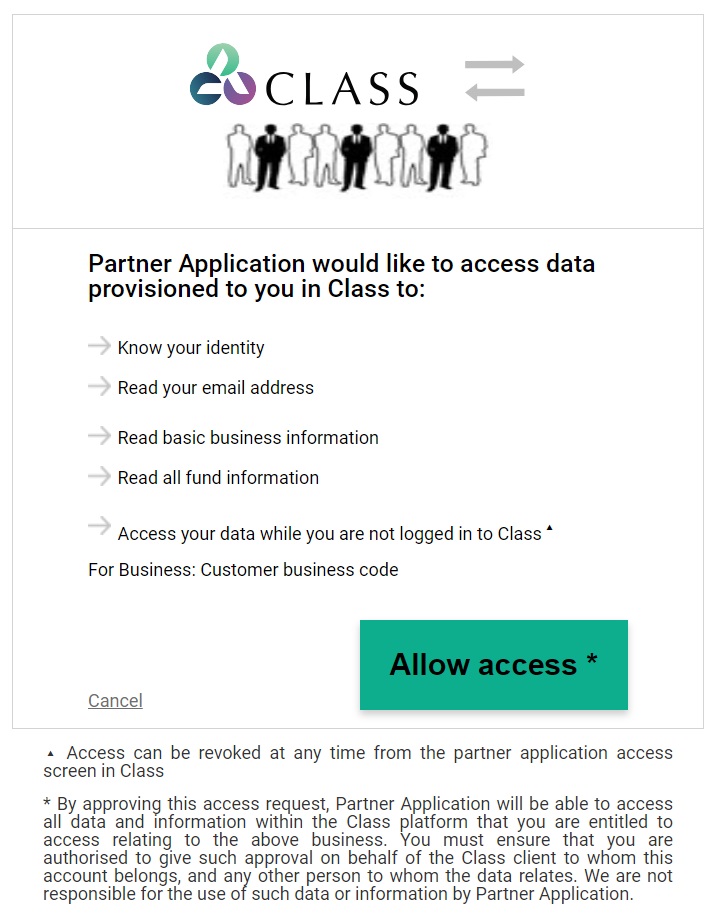 CLASS
Partner Application would like to access data
provisioned to you in Class to:
Know your identity
Read your email address
Read basic business information
Read all fund information
Access your data while you are not logged in to Class ▲
For Business: Customer business code
Allow access *
Cancel
▲ Access can be revoked at any time from the partner application access
screen in Class
* By approving this access request, Partner Application will be able to access
all data and information within the Class platform that you are entitled to
access relating to the above business. You must ensure that you are
authorised to give such approval on behalf of the Class client to whom this
account belongs, and any other person to whom the data relates. We are not
responsible for the use of such data or information by Partner Application.